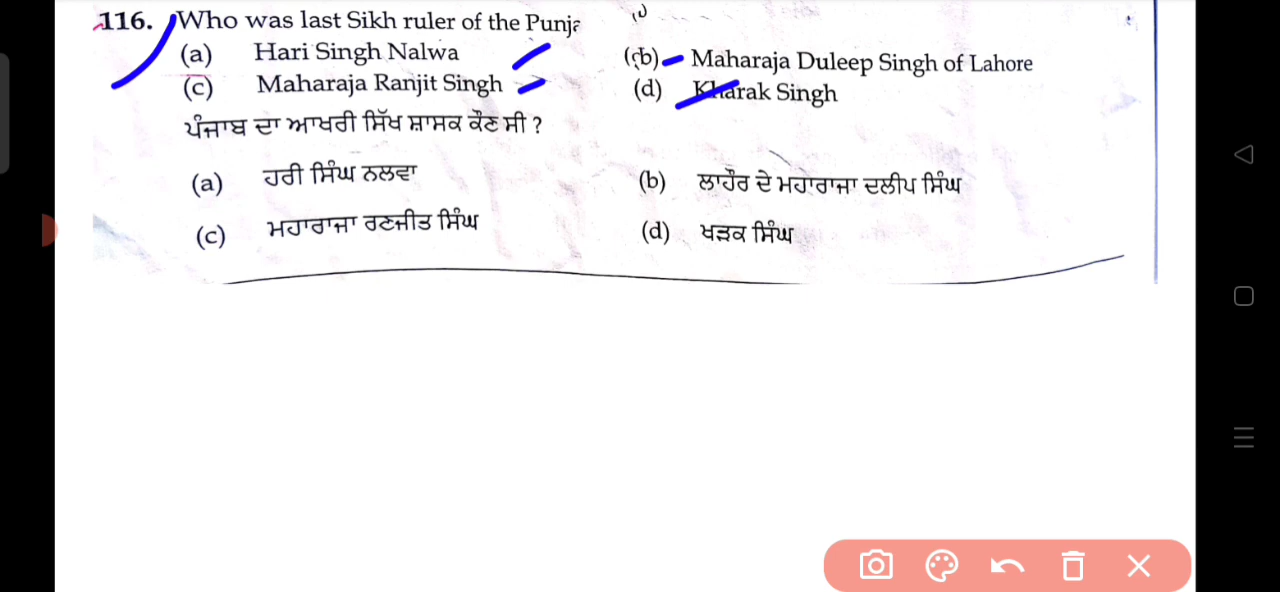 116. Who was last Sikh ruler of the
(a) Hari Singh Nalwa (b) Maharaja Duleep Singh of Lahore
(c) Maharaja Ranjit Singh (d) Kharak Singh
ਪੰਜਾਬ ਦਾ ਆਖਰੀ ਸਿੱਖ ਸ਼ਾਸਕ ਕੌਣ ਸੀ ?
(a) ਹਰੀ ਸਿੰਘ ਨਲਵਾ (b) ਲਾਹੌਰ ਦੇ ਮਹਾਰਾਜਾ ਦਲੀਪ ਸਿੰਘ
(c) ਮਹਾਰਾਜਾ ਰਣਜੀਤ ਸਿੰਘ (d) ਖੜਕ ਸਿੰਘ